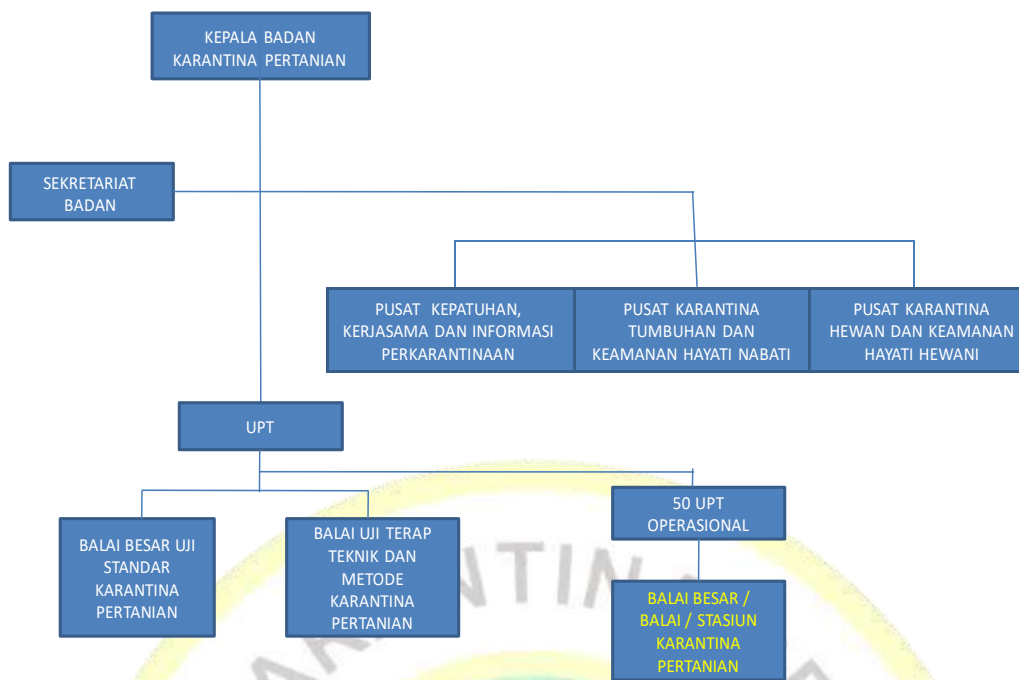 KEPALA BADAN
KARANTINA PERTANIAN
SEKRETARIAT
BADAN
PUSAT KEPATUHAN,
KERJASAMA DAN INFORMASI
PERKARANTINAAN
PUSAT KARANTINA
TUMBUHAN DAN
KEAMANAN HAYATI NABATI
PUSAT KARANTINA
HEWAN DAN KEAMANAN
HAYATI HEWANI
UPT
BALAI BESAR UJI
STANDAR
KARANTINA
PERTANIAN
BALAI UJI TERAP
TEKNIK DAN
METODE
KARANTINA
PERTANIAN
50 UPT
OPERASIONAL
BALAI BESAR /
BALAI / STASIUN
KARANTINA
PERTANIAN